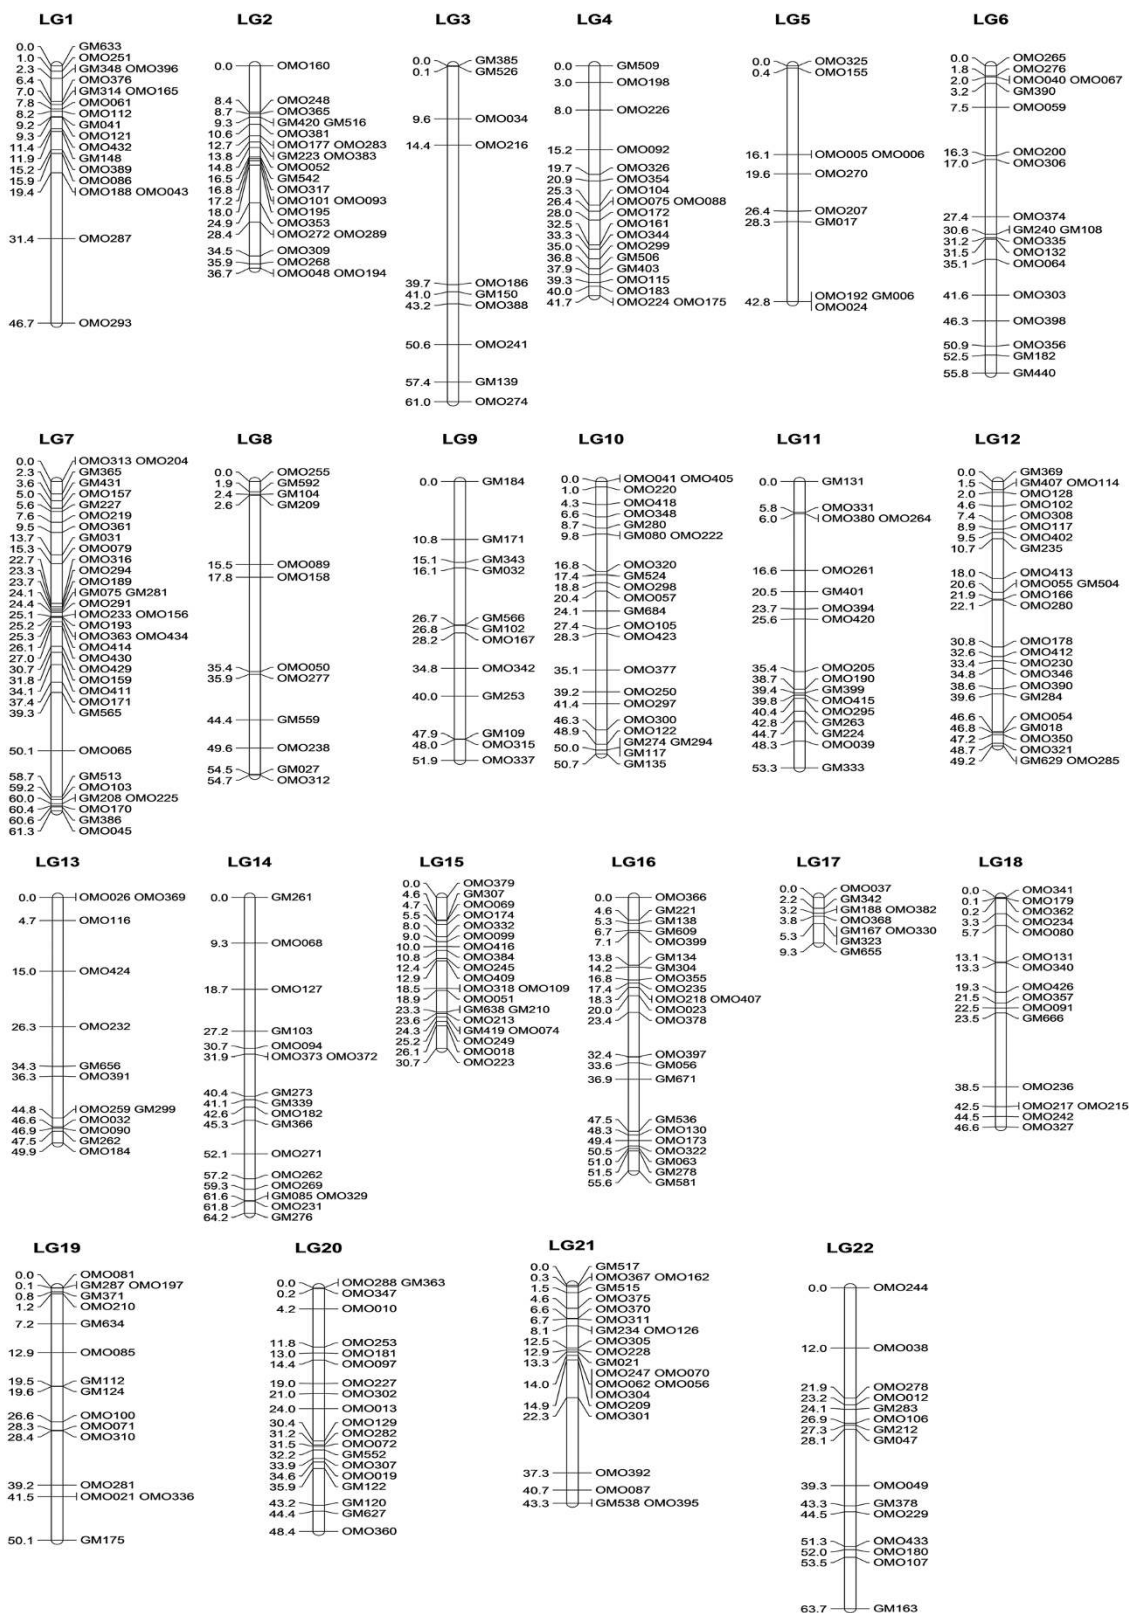 LG1
0.0 GM633
1.0 OMO251
2.3 GM348 OMO396
6.4 OMO376
7.0 GM314 OMO165
7.8 OMO061
8.2 OMO112
9.2 GM041
9.3 OMO121
11.4 OMO432
11.9 GM148
15.2 OMO389
15.9 OMO086
19.4 OMO188 OMO043
31.4 OMO287
46.7 OMO293
LG2
0.0 OMO160
8.4 OMO248
8.7 OMO365
9.3 GM420 GM516
10.6 OMO381
12.7 OMO177 OMO283
13.8 GM223 OMO383
14.8 OMO052
16.5 GM542
16.8 OMO317
17.2 OMO101 OMO093
18.0 OMO195
24.9 OMO353
28.4 OMO272 OMO289
34.5 OMO309
35.9 OMO268
36.7 OMO048 OMO194
LG3
0.0 GM385
0.1 GM526
9.6 OMO034
14.4 OMO216
39.7 OMO186
41.0 GM150
43.2 OMO388
50.6 OMO241
57.4 GM139
61.0 OMO274
LG4
0.0 GM509
3.0 OMO198
8.0 OMO226
15.2 OMO092
19.7 OMO326
20.9 OMO354
25.3 OMO104
26.4 OMO075 OMO088
28.0 OMO172
32.5 OMO161
33.3 OMO344
35.0 OMO299
36.8 GM506
37.9 GM403
39.3 OMO115
40.0 OMO183
41.7 OMO224 OMO175
LG5
0.0 OMO325
0.4 OMO155
16.1 OMO005 OMO006
19.6 OMO270
26.4 OMO207
28.3 GM017
42.8 OMO192 GM006
OMO024
LG6
0.0 OMO265
1.8 OMO276
2.0 OMO040 OMO067
3.2 GM390
7.5 OMO059
16.3 OMO200
17.0 OMO306
27.4 OMO374
30.6 GM240 GM108
31.2 OMO335
31.5 OMO132
35.1 OMO064
41.6 OMO303
46.3 OMO398
50.9 OMO356
52.5 GM182
55.8 GM440
LG7
0.0 OMO313 OMO204
2.3 GM365
3.6 GM431
5.0 OMO157
5.6 GM227
7.6 OMO219
9.5 OMO361
13.7 GM031
15.3 OMO079
22.7 OMO316
23.3 OMO294
23.7 OMO189
24.1 GM075 GM281
24.4 OMO291
25.1 OMO233 OMO156
25.2 OMO193
25.3 OMO363 OMO434
26.1 OMO414
27.0 OMO430
30.7 OMO429
31.8 OMO159
34.1 OMO411
37.4 OMO171
39.3 GM565
50.1 OMO065
58.7 GM513
59.2 OMO103
60.0 GM208 OMO225
60.4 OMO170
60.6 GM386
61.3 OMO045
LG8
0.0 OMO255
1.9 GM592
2.4 GM104
2.6 GM209
15.5 OMO089
17.8 OMO158
35.4 OMO050
35.9 OMO277
44.4 GM559
49.6 OMO238
54.5 GM027
54.7 OMO312
LG9
0.0 GM184
10.8 GM171
15.1 GM343
16.1 GM032
26.7 GM566
26.8 GM102
28.2 OMO167
34.8 OMO342
40.0 GM253
47.9 GM109
48.0 OMO315
51.9 OMO337
LG10
0.0 OMO041 OMO405
1.0 OMO220
4.3 OMO418
6.6 OMO348
8.7 GM280
9.8 GM080 OMO222
16.8 OMO320
17.4 GM524
18.8 OMO298
20.4 OMO057
24.1 GM684
27.4 OMO105
28.3 OMO423
35.1 OMO377
39.2 OMO250
41.4 OMO297
46.3 OMO300
48.9 OMO122
50.0 GM274 GM294
GM117
50.7 GM135
LG11
0.0 GM131
5.8 OMO331
6.0 OMO380 OMO264
16.6 OMO261
20.5 GM401
23.7 OMO394
25.6 OMO420
35.4 OMO205
38.7 OMO190
39.4 GM399
39.8 OMO415
40.4 OMO295
42.8 GM263
44.7 GM224
48.3 OMO039
53.3 GM333
LG12
0.0 GM369
1.5 GM407 OMO114
2.0 OMO128
4.6 OMO102
7.4 OMO308
8.9 OMO117
9.5 OMO402
10.7 GM235
18.0 OMO413
20.6 OMO055 GM504
21.9 OMO166
22.1 OMO280
30.8 OMO178
32.6 OMO412
33.4 OMO230
34.8 OMO346
38.6 OMO390
39.6 GM284
46.6 OMO054
46.8 GM018
47.2 OMO350
48.7 OMO321
49.2 GM629 OMO285
LG13
0.0 OMO026 OMO369
4.7 OMO116
15.0 OMO424
26.3 OMO232
34.3 GM656
36.3 OMO391
44.8 OMO259 GM299
46.6 OMO032
46.9 OMO090
47.5 GM262
49.9 OMO184
LG14
0.0 GM261
9.3 OMO068
18.7 OMO127
27.2 GM103
30.7 OMO094
31.9 OMO373 OMO372
40.4 GM273
41.1 GM339
42.6 OMO182
45.3 GM366
52.1 OMO271
57.2 OMO262
59.3 OMO269
61.6 GM085 OMO329
61.8 OMO231
64.2 GM276
LG15
0.0 OMO379
4.6 GM307
4.7 OMO069
5.5 OMO174
8.0 OMO332
9.0 OMO099
10.0 OMO416
10.8 OMO384
12.4 OMO245
12.9 OMO409
18.5 OMO318 OMO109
18.9 OMO051
23.3 GM638 GM210
23.6 OMO213
24.3 GM419 OMO074
25.2 OMO249
26.1 OMO018
30.7 OMO223
LG16
0.0 OMO366
4.6 GM221
5.3 GM138
6.7 GM609
7.1 OMO399
13.8 GM134
14.2 GM304
16.8 OMO355
17.4 OMO235
18.3 OMO218 OMO407
20.0 OMO023
23.4 OMO378
32.4 OMO397
33.6 GM056
36.9 GM671
47.5 GM536
48.3 OMO130
49.4 OMO173
50.5 OMO322
51.0 GM063
51.5 GM278
55.6 GM581
LG17
0.0 OMO037
2.2 GM342
3.2 GM188 OMO382
3.8 OMO368
5.3 GM167 OMO330
GM323
9.3 GM655
LG18
0.0 OMO341
0.1 OMO179
0.2 OMO362
3.3 OMO234
5.7 OMO080
13.1 OMO131
13.3 OMO340
19.3 OMO426
21.5 OMO357
22.5 OMO091
23.5 GM666
38.5 OMO236
42.5 OMO217 OMO215
44.5 OMO242
46.6 OMO327
LG19
0.0 OMO081
0.1 GM287 OMO197
0.8 GM371
1.2 OMO210
7.2 GM634
12.9 OMO085
19.5 GM112
19.6 GM124
26.6 OMO100
28.3 OMO071
28.4 OMO310
39.2 OMO281
41.5 OMO021 OMO336
50.1 GM175
LG20
0.0 OMO288 GM363
0.2 OMO347
4.2 OMO010
11.8 OMO253
13.0 OMO181
14.4 OMO097
19.0 OMO227
21.0 OMO302
24.0 OMO013
30.4 OMO129
31.2 OMO282
31.5 OMO072
32.2 GM552
33.9 OMO307
34.6 OMO019
35.9 GM122
43.2 GM120
44.4 GM627
48.4 OMO360
LG21
0.0 GM517
0.3 OMO367 OMO162
1.5 GM515
4.6 OMO375
6.6 OMO370
6.7 OMO311
8.1 GM234 OMO126
12.5 OMO305
12.9 OMO228
13.3 GM021
OMO247 OMO070
14.0 OMO062 OMO056
OMO304
14.9 OMO209
22.3 OMO301
37.3 OMO392
40.7 OMO087
43.3 GM538 OMO395
LG22
0.0 OMO244
12.0 OMO038
21.9 OMO278
23.2 OMO012
24.1 GM283
26.9 OMO106
27.3 GM212
28.1 GM047
39.3 OMO049
43.3 GM378
44.5 OMO229
51.3 OMO433
52.0 OMO180
53.5 OMO107
63.7 GM163